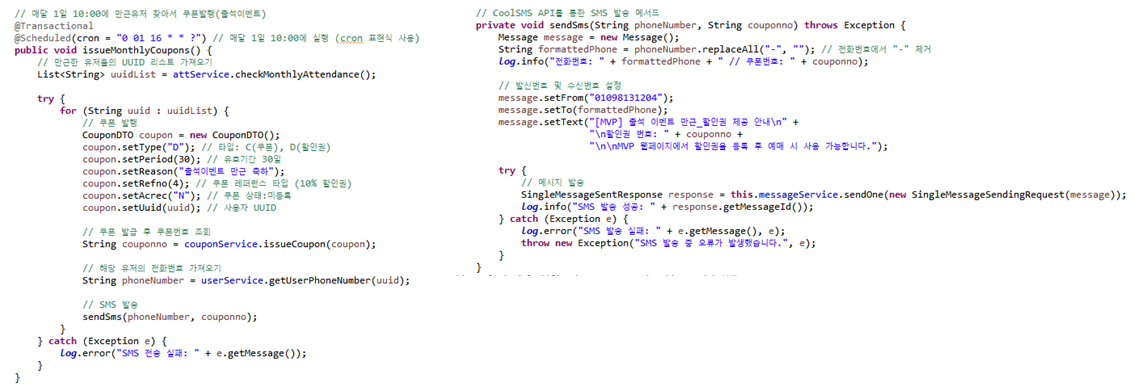 // 매달 1일 10:00에 만근유저 찾아서 쿠폰발행(출석이벤트)
@Transactional
@Scheduled(cron = "0 01 16 * * ?") // 매달 1일 10:00에 실행 (cron 표현식 사용)
public void issueMonthlyCoupons() {
    // 만근한 유저들의 UUID 리스트 가져오기
    List<String> uuidList = attService.checkMonthlyAttendance();

    try {
        for (String uuid : uuidList) {
            // 쿠폰 발행
            CouponDTO coupon = new CouponDTO();
            coupon.setType("D"); // 타입: C(쿠폰), D(할인권)
            coupon.setPeriod(30); // 유효기간 30일
            coupon.setReason("출석이벤트 만근 축하");
            coupon.setRefno(4); // 쿠폰 레퍼런스 타입 (10% 할인권)
            coupon.setAcrec("N"); // 쿠폰 상태:미등록
            coupon.setUuid(uuid); // 사용자 UUID

            // 쿠폰 발급 후 쿠폰번호 조회
            String couponno = couponService.issueCoupon(coupon);

            // 해당 유저의 전화번호 가져오기
            String phoneNumber = userService.getUserPhoneNumber(uuid);

            // SMS 발송
            sendSms(phoneNumber, couponno);
        }
    } catch (Exception e) {
        log.error("SMS 전송 실패: " + e.getMessage());
    }
}
// CoolSMS API를 통한 SMS 발송 메서드
private void sendSms(String phoneNumber, String couponno) throws Exception {
    Message message = new Message();
    String formattedPhone = phoneNumber.replaceAll("-", ""); // 전화번호에서 "-" 제거
    log.info("전화번호: " + formattedPhone + " // 쿠폰번호: " + couponno);

    // 발신번호 및 수신번호 설정
    message.setFrom("01098131204");
    message.setTo(formattedPhone);
    message.setText("[MVP] 출석 이벤트 만근_할인권 제공 안내\n" +
                    "\n할인권 번호: " + couponno +
                    "\n\nMVP 웹페이지에서 할인권을 등록 후 예매 시 사용 가능합니다.");

    try {
        // 메시지 발송
        SingleMessageSentResponse response = this.messageService.sendOne(new SingleMessageSendingRequest(message));
        log.info("SMS 발송 성공: " + response.getMessageId());
    } catch (Exception e) {
        log.error("SMS 발송 실패: " + e.getMessage(), e);
        throw new Exception("SMS 발송 중 오류가 발생했습니다.", e);
    }
}